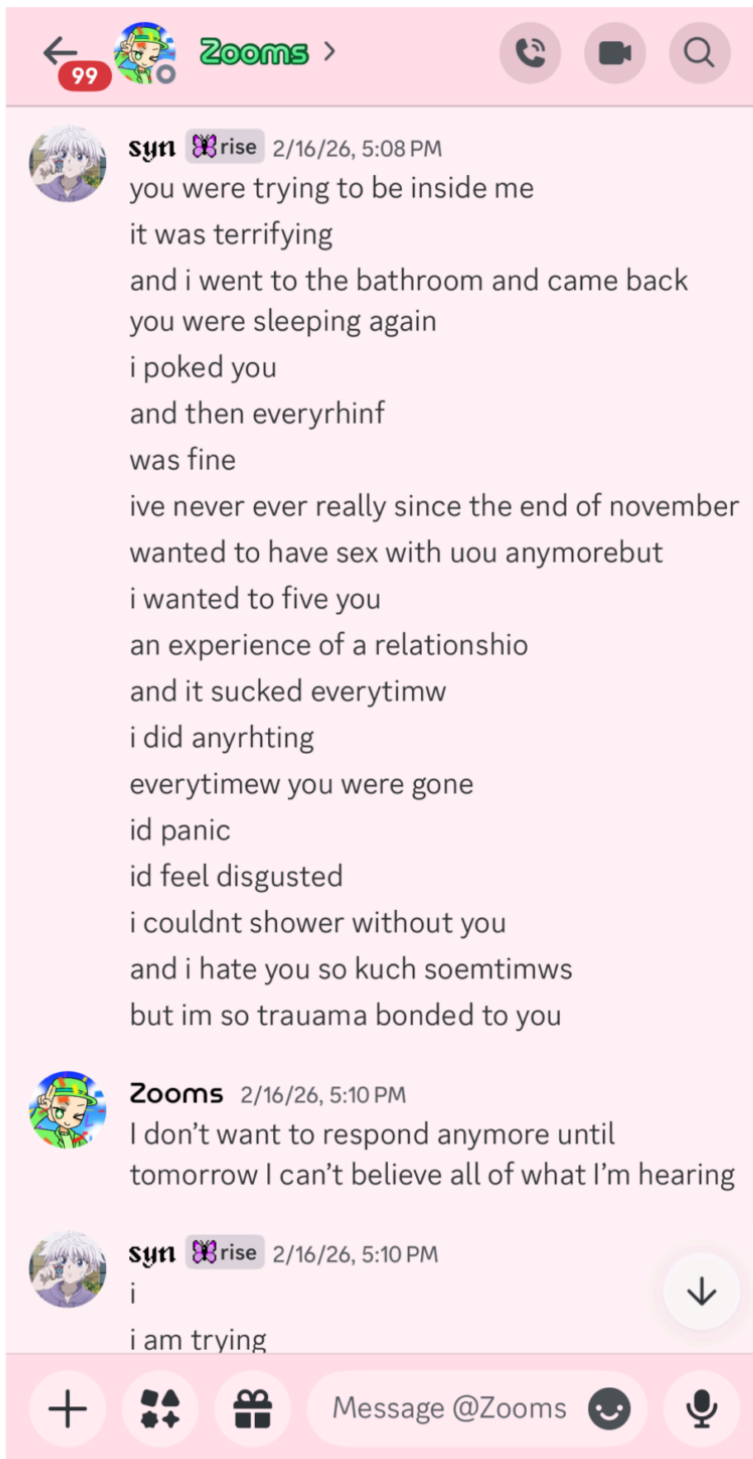 99
Zooms
syn rise 2/16/26, 5:08 PM
you were trying to be inside me
it was terrifying
and i went to the bathroom and came back
you were sleeping again
i poked you
and then everyrhinf
was fine
ive never ever really since the end of november
wanted to have sex with uou anymorebut
i wanted to five you
an experience of a relationshio
and it sucked everytimw
i did anyrhting
everytimew you were gone
id panic
id feel disgusted
i couldnt shower without you
and i hate you so kuch soemtimws
but im so trauama bonded to you
Zooms 2/16/26, 5:10 PM
I don’t want to respond anymore until
tomorrow I can’t believe all of what I’m hearing
syn rise 2/16/26, 5:10 PM
i
i am trying
Message @Zooms